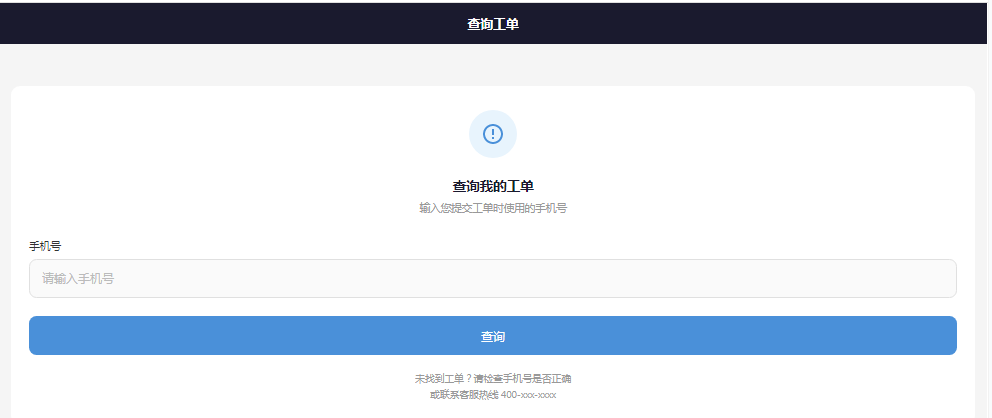 查询工单
查询我的工单
输入您提交工单时使用的手机号
手机号
请输入手机号
查询
未找到工单？请检查手机号是否正确
或联系客服热线 400-xxx-xxxx